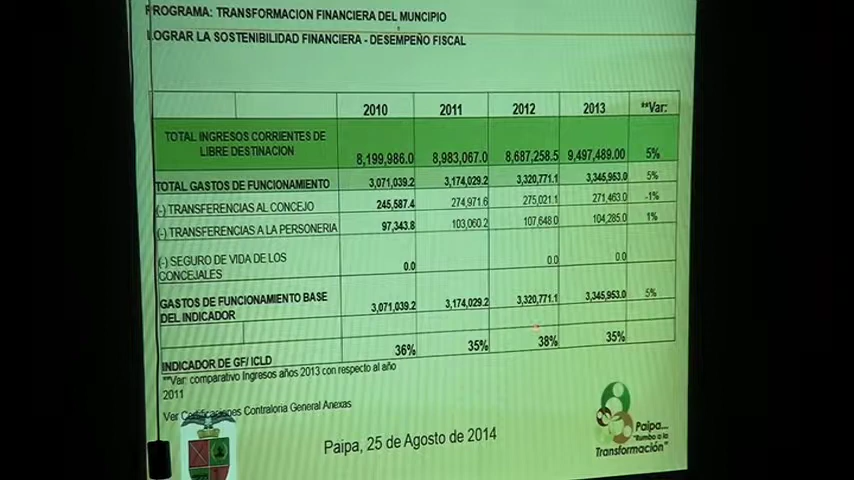 PROGRAMA: TRANSFORMACION FINANCIERA DEL MUNCIPIO
LOGRAR LA SOSTENIBILIDAD FINANCIERA - DESEMPEÑO FISCAL
2010 2011 2012 2013 **Var:
TOTAL INGRESOS CORRIENTES DE
LIBRE DESTINACION 8,199,986.0 8,983,067.0 8,687,258.5 9,497,489.00 5%
TOTAL GASTOS DE FUNCIONAMIENTO 3,071,039.2 3,174,029.2 3,320,771.1 3,345,953.0 5%
(-) TRANSFERENCIAS AL CONCEJO 245,587.4 274,971.6 275,021.1 271,463.0 -1%
(-) TRANSFERENCIAS A LA PERSONERIA 97,343.8 103,060.2 107,648.0 104,285.0 1%
(-) SEGURO DE VIDA DE LOS
CONCEJALES 0.0 0.0 0.0
GASTOS DE FUNCIONAMIENTO BASE
DEL INDICADOR 3,071,039.2 3,174,029.2 3,320,771.1 3,345,953.0 5%
INDICADOR DE GF/ ICLD 36% 35% 38% 35%
**Var: comparativo Ingresos años 2013 con respecto al año
2011
Ver Certificaciones Contraloria General Anexas
Paipa, 25 de Agosto de 2014
Paipa...
"Rumbo a la
Transformación"